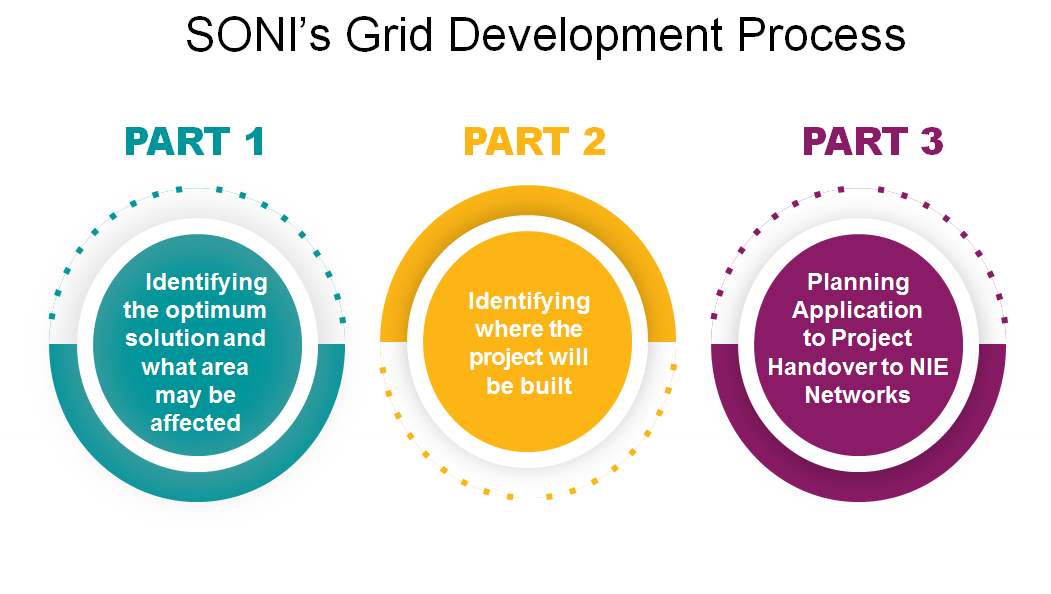 SONI’s Grid Development Process
PART 1
Identifying
the optimum
solution and
what area
may be
affected
PART 2
Identifying
where the
project will
be built
PART 3
Planning
Application
to Project
Handover to NIE
Networks